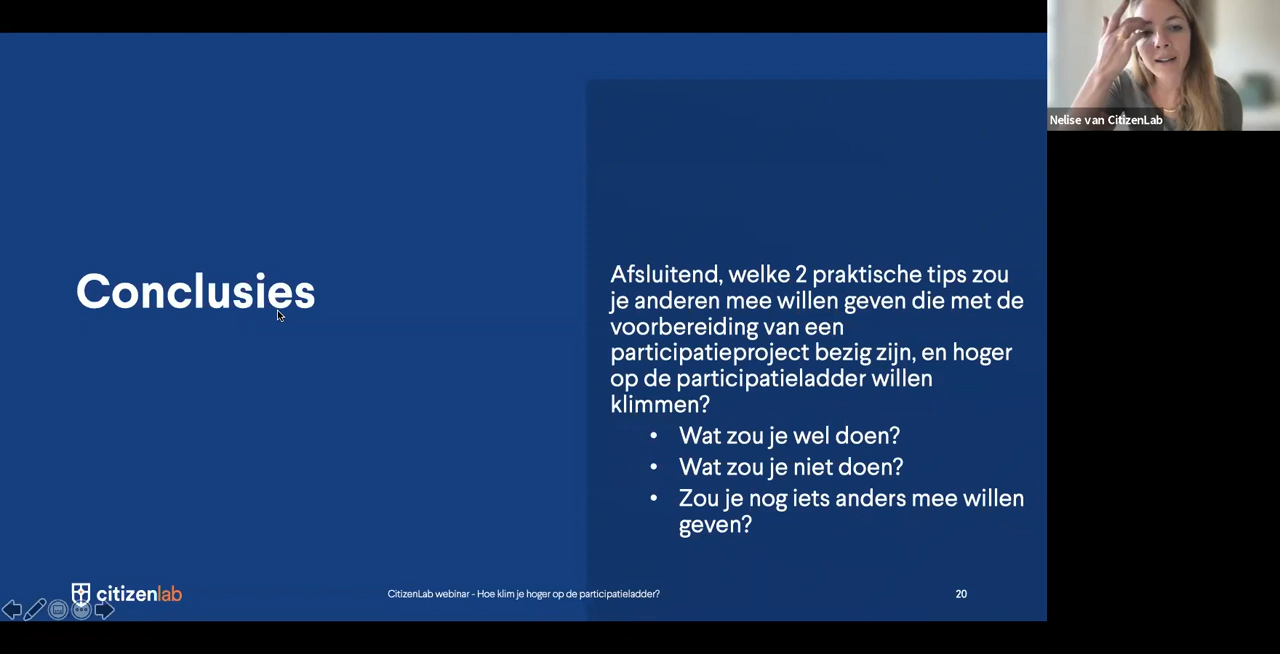 Nelise van CitizenLab
Conclusies
Afsluitend, welke 2 praktische tips zou
je anderen mee willen geven die met de
voorbereiding van een
participatieproject bezig zijn, en hoger
op de participatieladder willen
klimmen?
• Wat zou je wel doen?
• Wat zou je niet doen?
• Zou je nog iets anders mee willen
geven?
citizenlab
CitizenLab webinar - Hoe klim je hoger op de participatieladder?
20